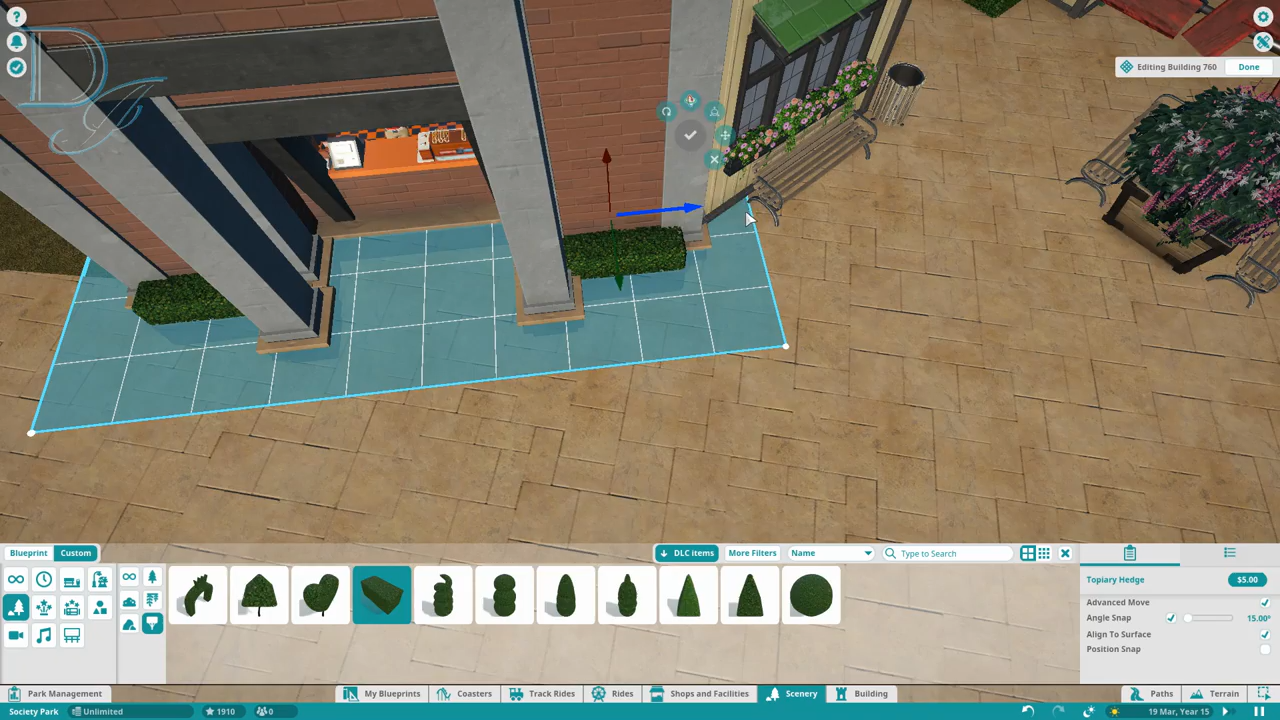 Editing Building 760
Done
Blueprint
Custom
DLC items
More Filters
Name
Type to Search
Topiary Hedge
$5.00
Advanced Move
Angle Snap
15.00°
Align To Surface
Position Snap
Park Management
My Blueprints
Coasters
Track Rides
Rides
Shops and Facilities
Scenery
Building
Paths
Terrain
Society Park
Unlimited
1910
0
19 Mar, Year 15